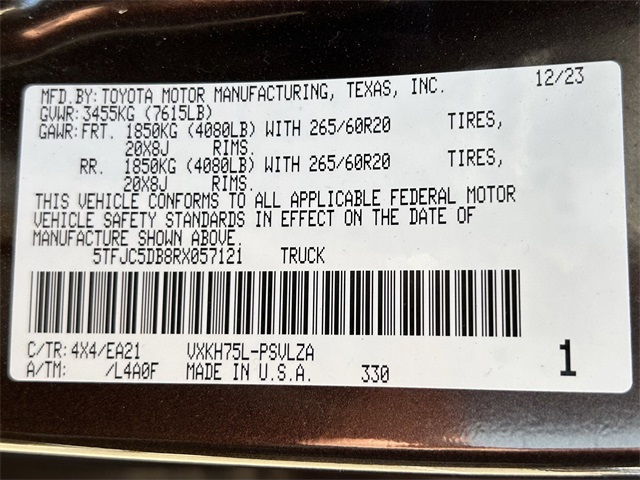 MFD.BY: TOYOTA MOTOR MANUFACTURING, TEXAS, INC. 12/23
GVWR: 3455KG (7615LB)
GAWR: FRT. 1850KG (4080LB) WITH 265/60R20 TIRES,
20X8J RIMS.
RR. 1850KG (4080LB) WITH 265/60R20 TIRES,
20X8J RIMS.
THIS VEHICLE CONFORMS TO ALL APPLICABLE FEDERAL MOTOR
VEHICLE SAFETY STANDARDS IN EFFECT ON THE DATE OF
MANUFACTURE SHOWN ABOVE.
5TFJC5DB8RX057121 TRUCK
C/TR: 4X4/EA21 VXKH75L-PSVLZA
A/TM: /L4A0F MADE IN U.S.A. 330 1